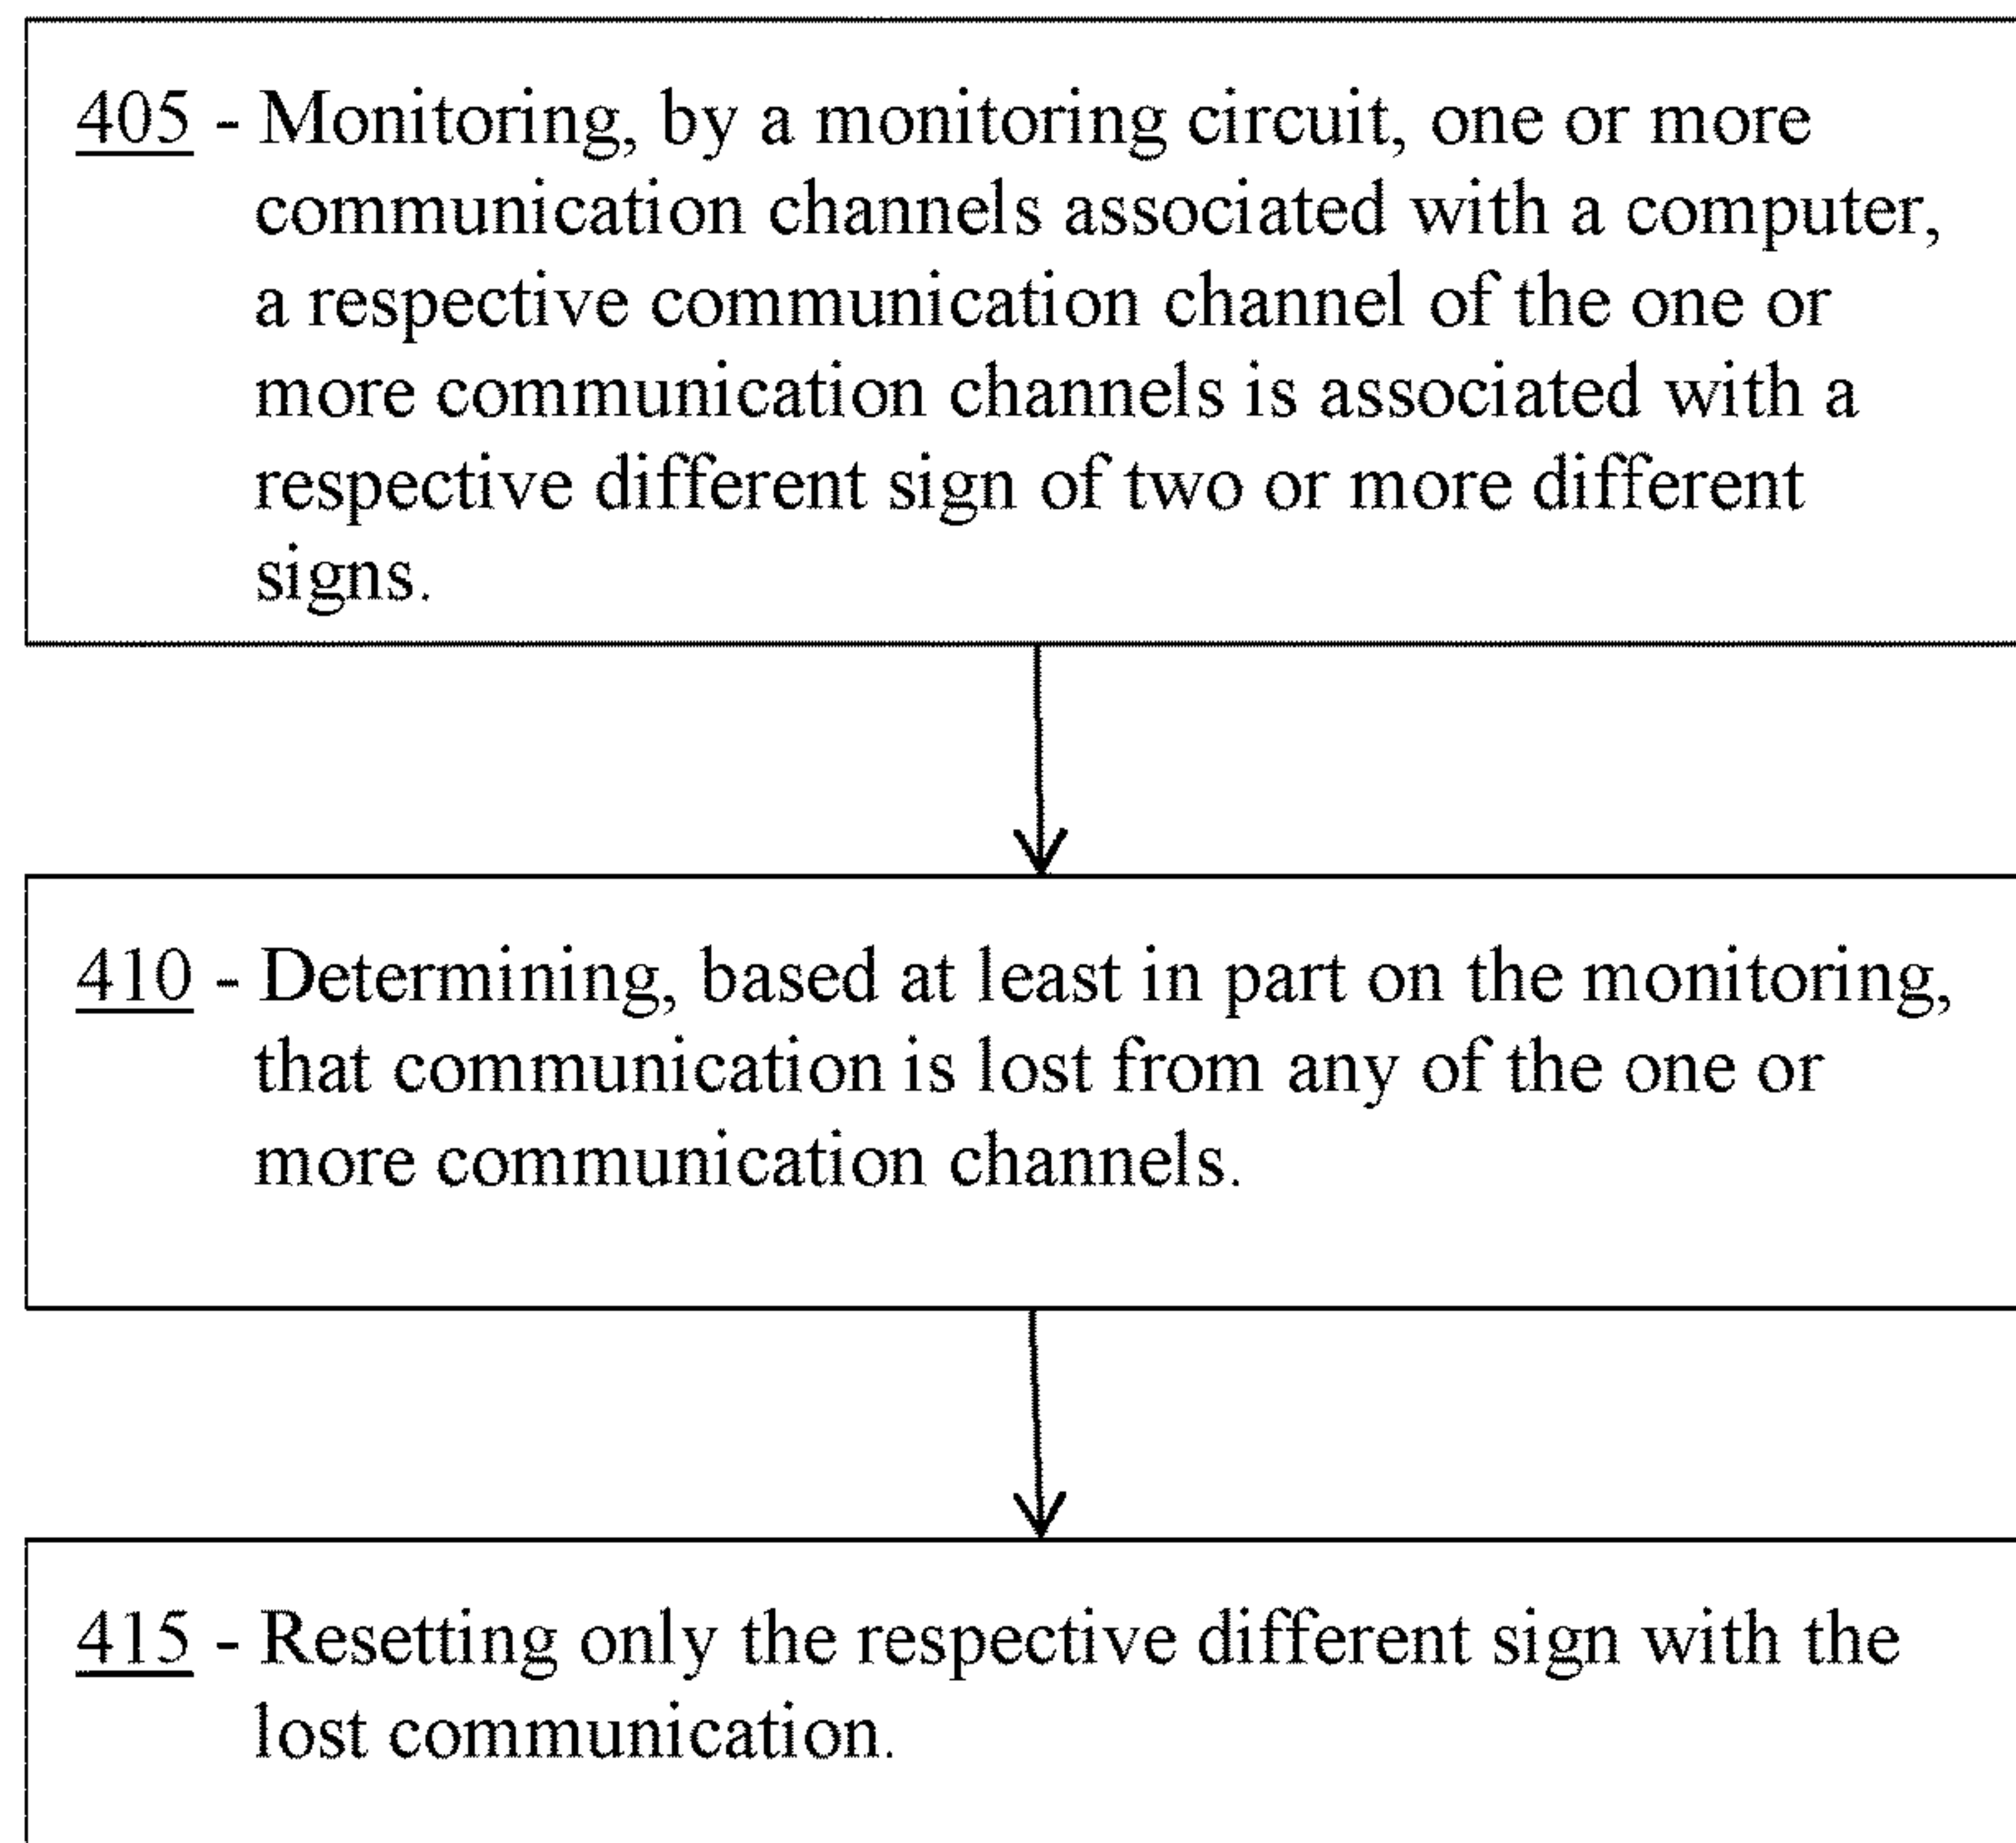 405 - Monitoring, by a monitoring circuit, one or more
communication channels associated with a computer,
a respective communication channel of the one or
more communication channels is associated with a
respective different sign of two or more different
signs.
410 - Determining, based at least in part on the monitoring,
that communication is lost from any of the one or
more communication channels.
415 - Resetting only the respective different sign with the
lost communication.